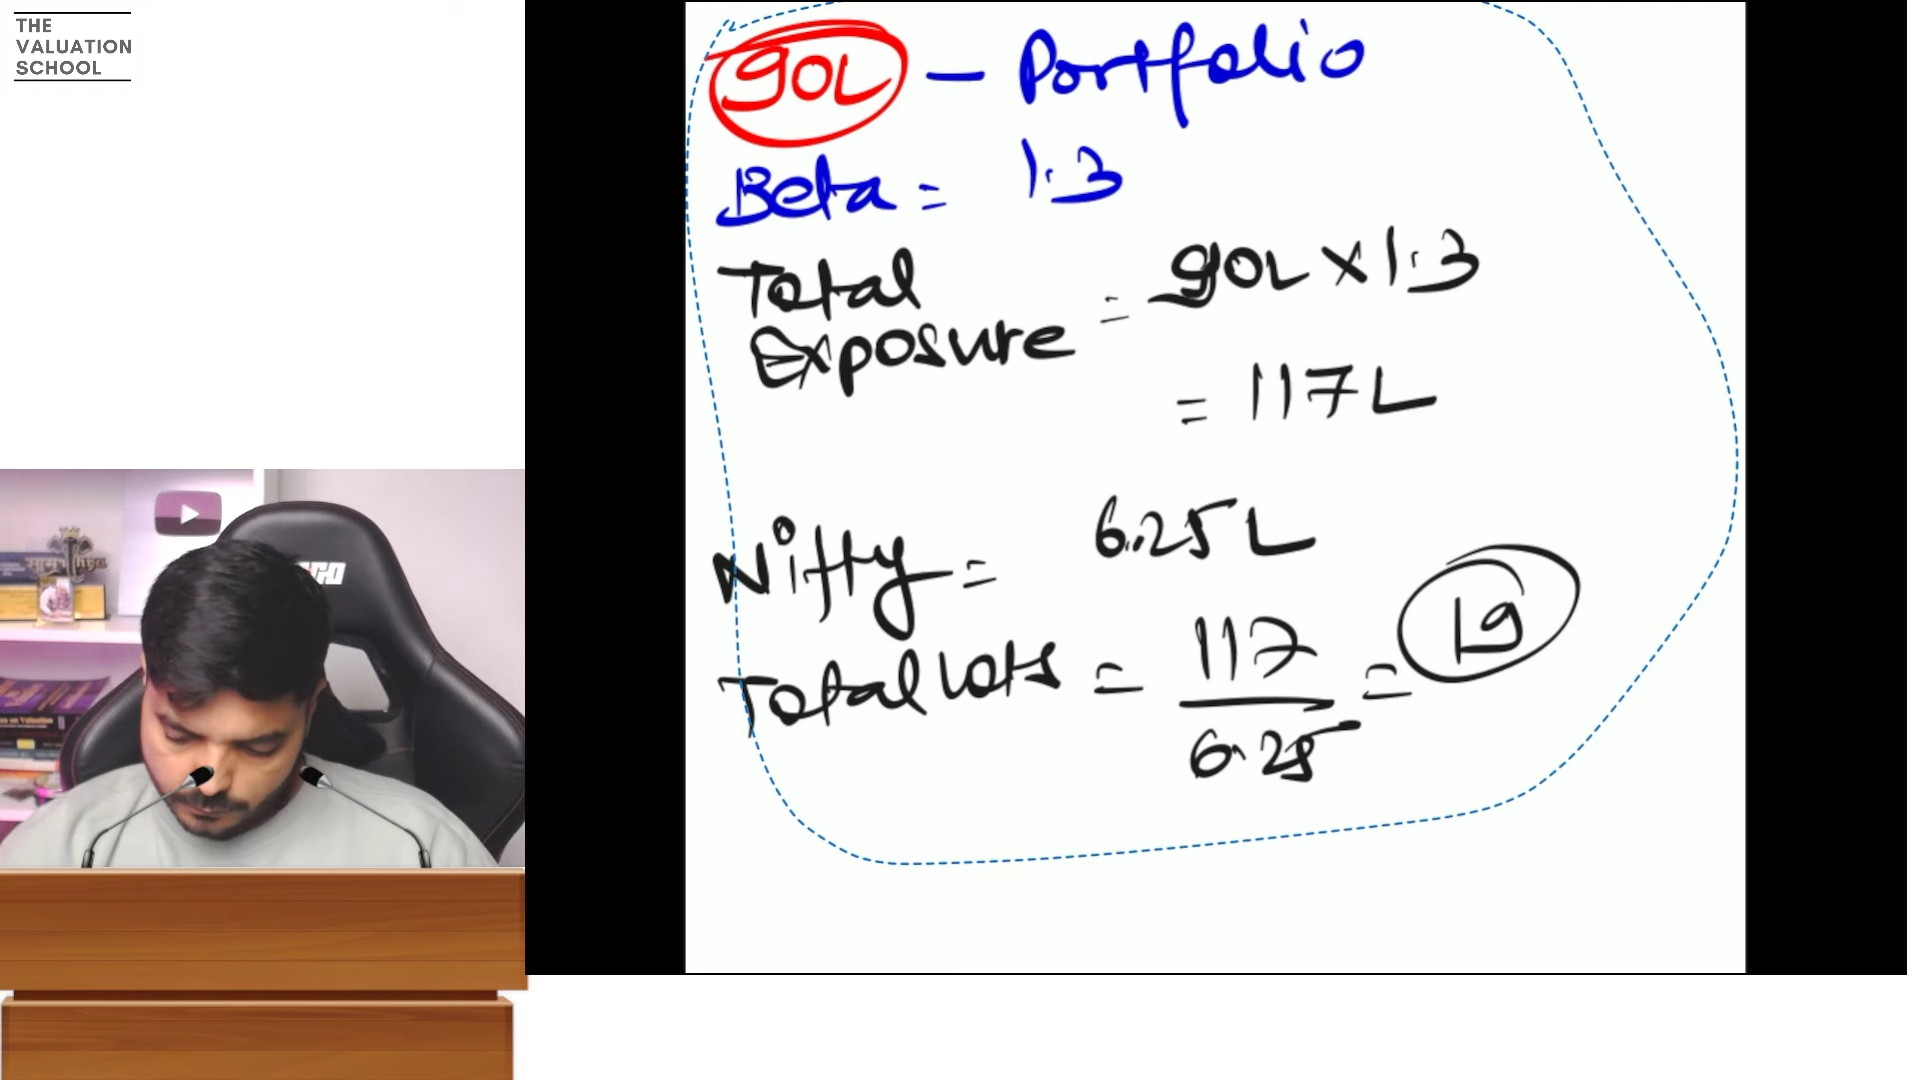 THE
VALUATION
SCHOOL
90L - Portfolio
Beta = 1.3
Total Exposure = 90L x 1.3
= 117L
Nifty = 6.25L
Total Lots = 117 / 6.25 = 19